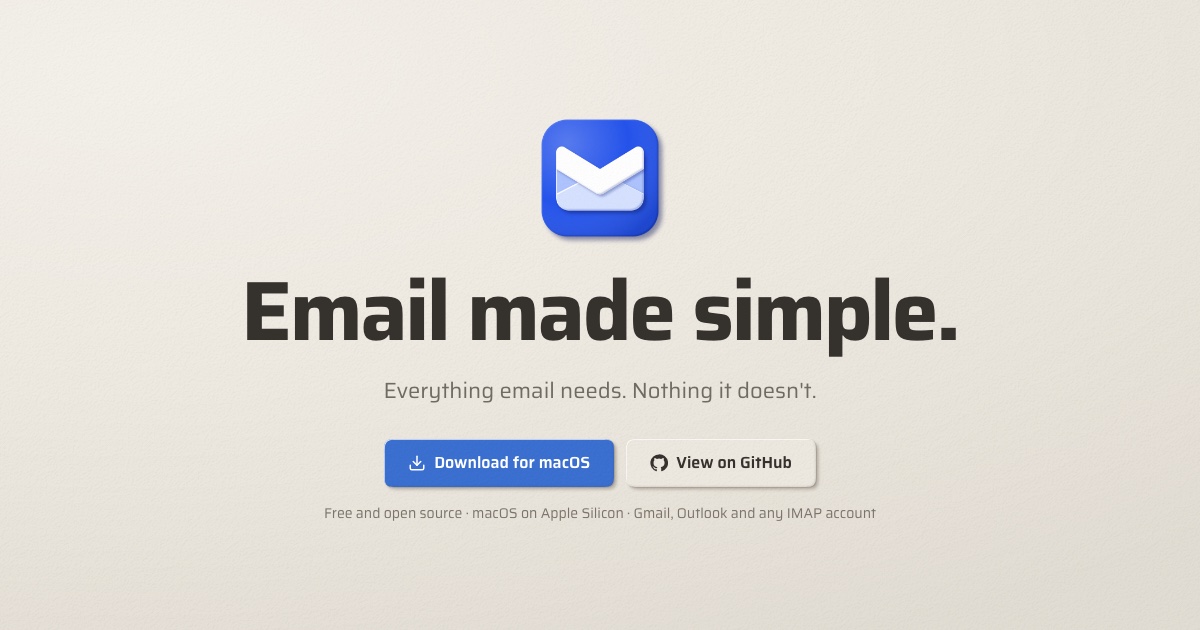 Email made simple.
Everything email needs. Nothing it doesn't.
Download for macOS
View on GitHub
Free and open source · macOS on Apple Silicon · Gmail, Outlook and any IMAP account